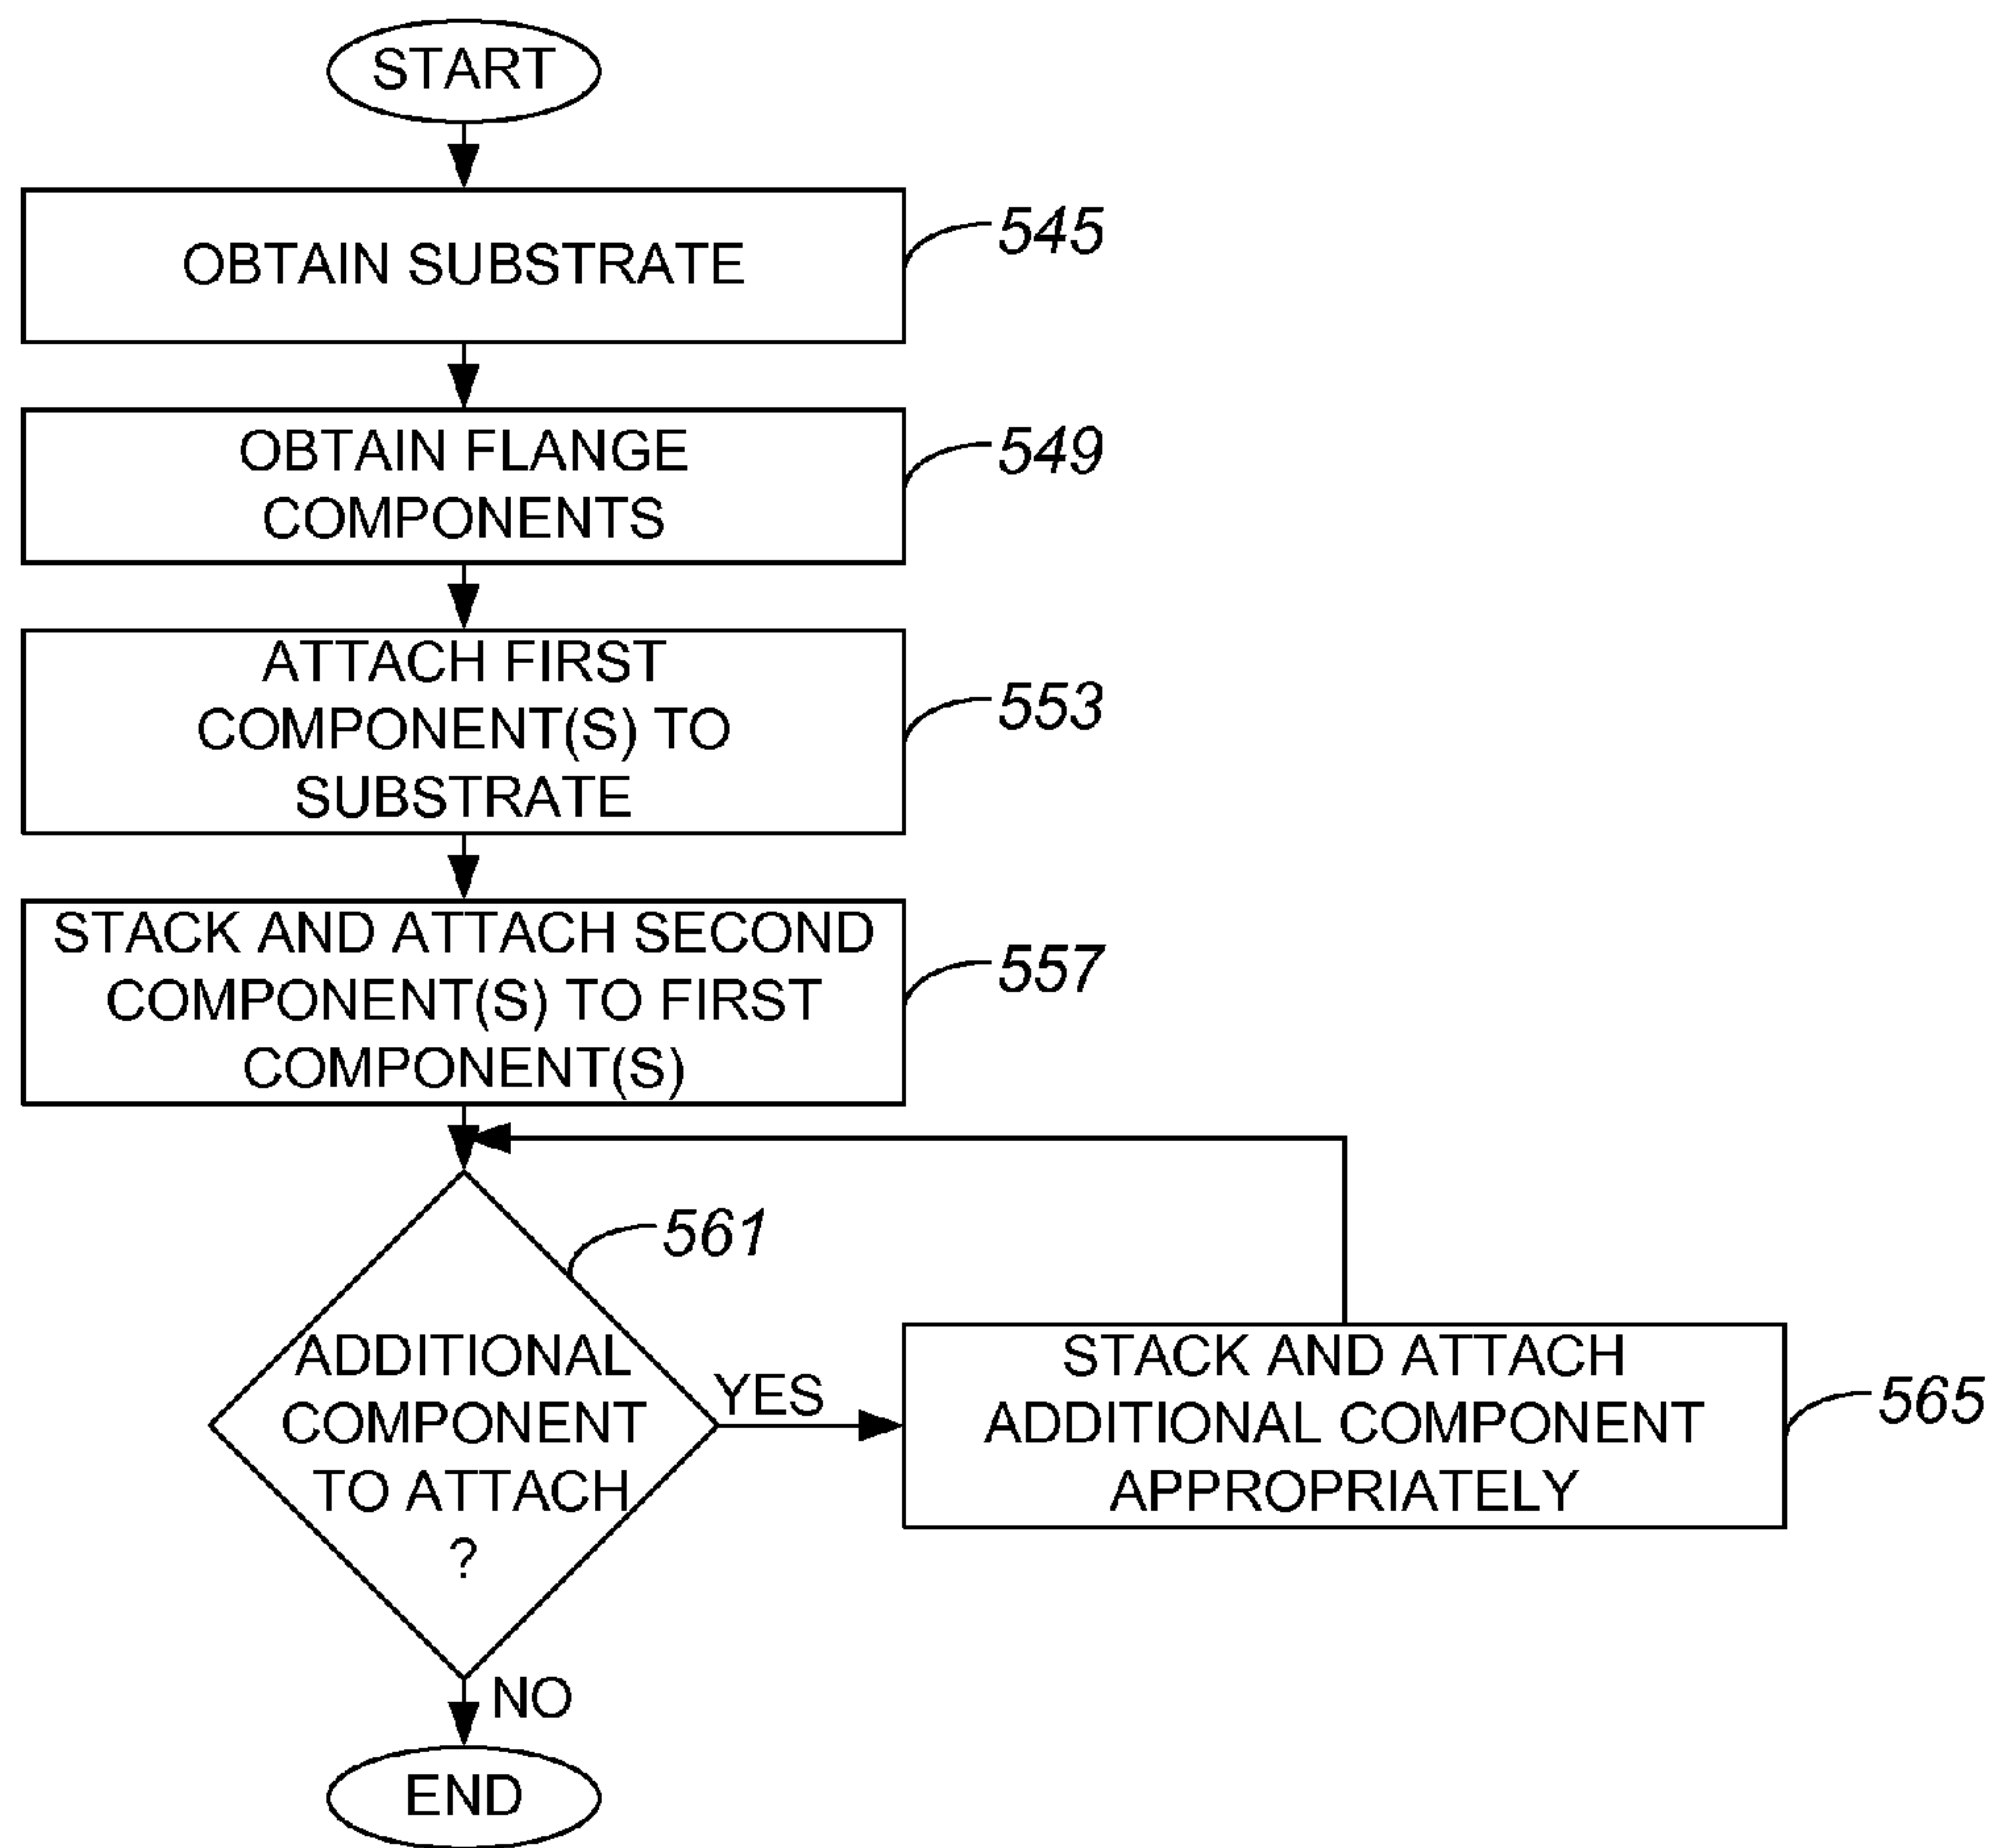 START
OBTAIN SUBSTRATE
545
OBTAIN FLANGE
COMPONENTS
549
ATTACH FIRST
COMPONENT(S) TO
SUBSTRATE
553
STACK AND ATTACH SECOND
COMPONENT(S) TO FIRST
COMPONENT(S)
557
561
ADDITIONAL
COMPONENT
TO ATTACH
?
YES
STACK AND ATTACH
ADDITIONAL COMPONENT
APPROPRIATELY
565
NO
END